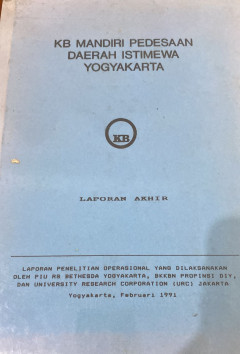 KB MANDIRI PEDESAAN
DAERAH ISTIMEWA
YOGYAKARTA
KB
LAPORAN AKHIR
LAPORAN PENELITIAN OPERASIONAL YANG DILAKSANAKAN
OLEH PIU RS BETHESDA YOGYAKARTA, BKKBN PROPINSI DIY,
DAN UNIVERSITY RESEARCH CORPORATION (URC) JAKARTA
Yogyakarta, Februari 1991